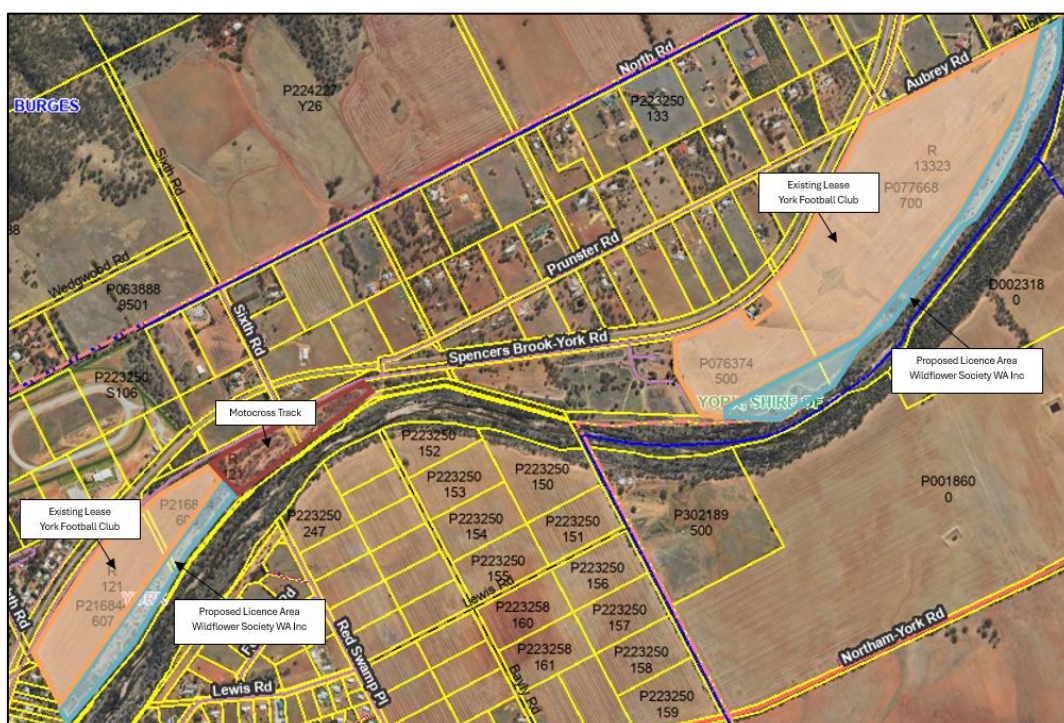 North Rd
Aubrey Rd
P224227
Y26
P223250
133
BURGES
Sixth Rd
R
13323
P077668
700
Existing Lease
York Football Club
Prunster Rd
Wedgwood Rd
P063888
9501
D002318
0
Sixth Rd
Spencers Brook-York Rd
P076374
500
Proposed Licence Area
Wildflower Society WA Inc
P223250
S106
YORK, SHIRE OF
Motocross Track
P223250
152
R
121
P223250
153
P223250
150
P001860
0
Existing Lease
York Football Club
P223250
247
P223250
154
P223250
151
P302189
500
P223250
155
P223250
156
R
121
P21684
607
Lewis Rd
P223258
160
P223250
157
Proposed Licence Area
Wildflower Society WA Inc
Red Swamp Pl
P223258
161
P223250
158
Northam-York Rd
Lewis Rd
Bayly Rd
P223250
159